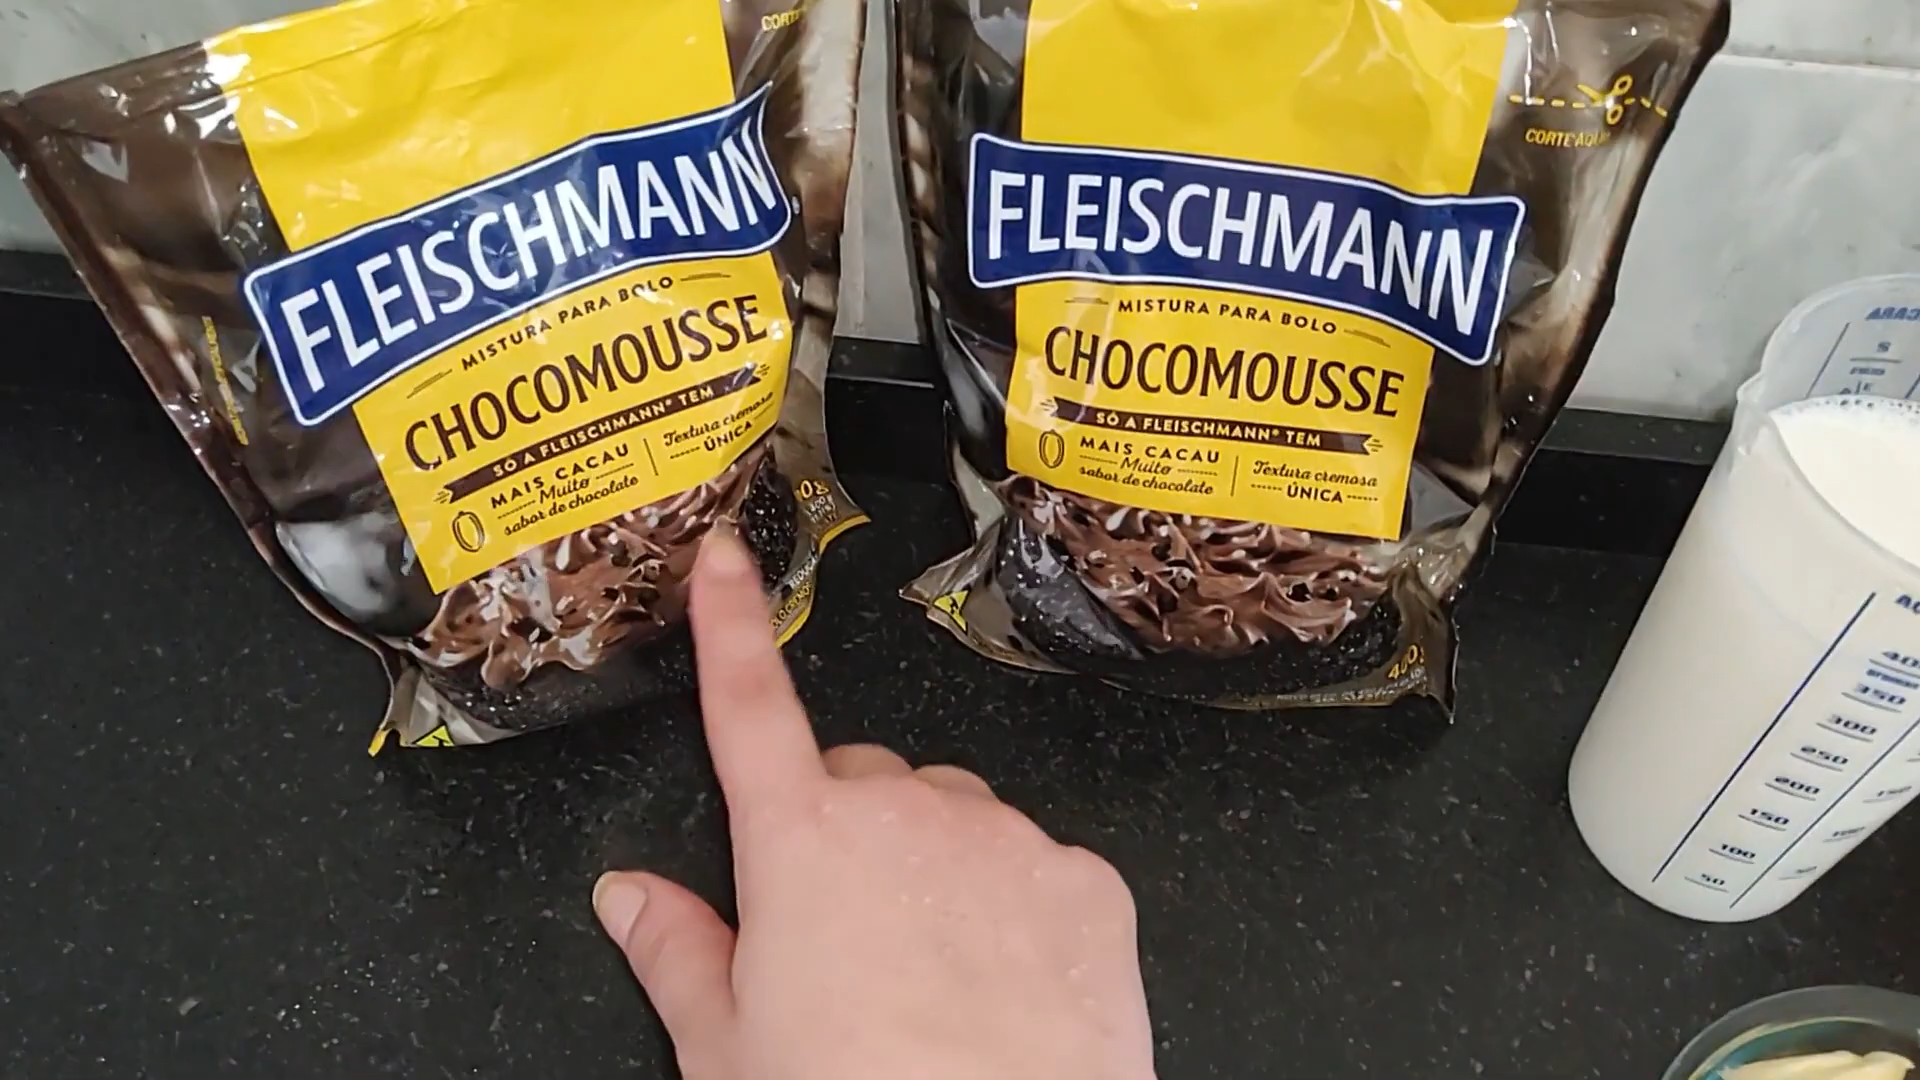 FLEISCHMANN
MISTURA PARA BOLO
CHOCOMOUSSE
SÓ A FLEISCHMANN® TEM
MAIS CACAU
Muito
sabor de chocolate
Textura cremosa
ÚNICA
CORTE AQUI
FLEISCHMANN
MISTURA PARA BOLO
CHOCOMOUSSE
SÓ A FLEISCHMANN® TEM
MAIS CACAU
Muito
sabor de chocolate
Textura cremosa
ÚNICA
400g
350
300
250
200
150
100
50